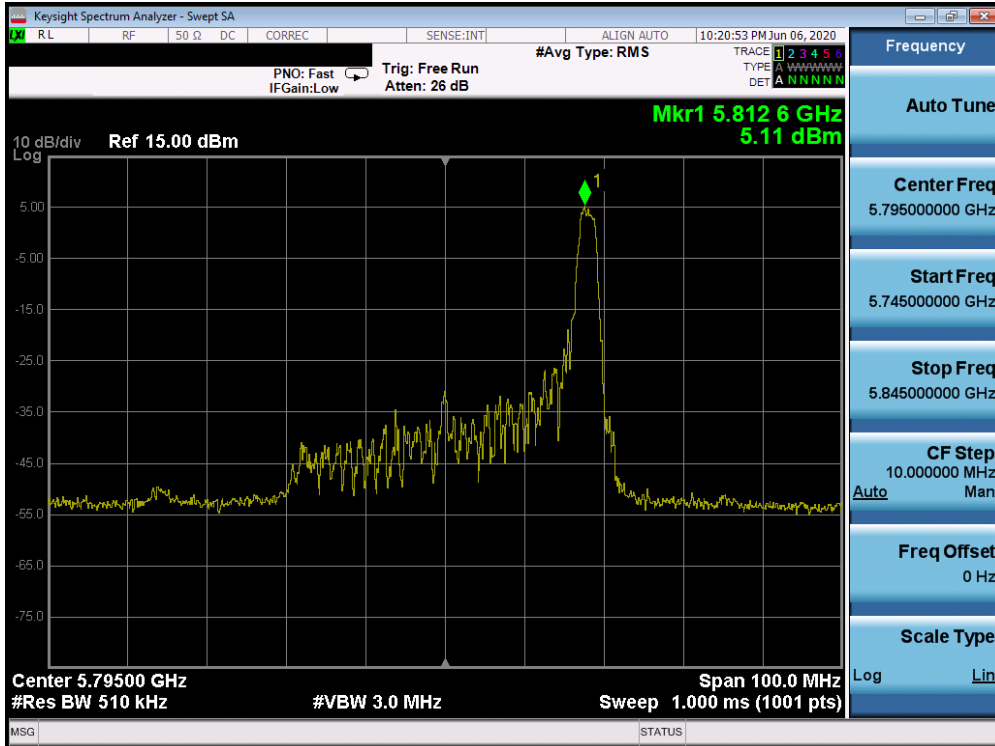 Keysight Spectrum Analyzer - Swept SA
LXI RL RF 50 Ω DC CORREC SENSE:INT ALIGN AUTO 10:20:53 PM Jun 06, 2020
#Avg Type: RMS
TRACE 1 2 3 4 5 6
TYPE A WWWWW
DET A N N N N N
PNO: Fast
IFGain:Low
Trig: Free Run
Atten: 26 dB
Mkr1 5.812 6 GHz
5.11 dBm
10 dB/div
Log
Ref 15.00 dBm
1
5.00
-5.00
-15.0
-25.0
-35.0
-45.0
-55.0
-65.0
-75.0
Center 5.79500 GHz
#Res BW 510 kHz
#VBW 3.0 MHz
Span 100.0 MHz
Sweep 1.000 ms (1001 pts)
MSG
STATUS
Frequency
Auto Tune
Center Freq
5.795000000 GHz
Start Freq
5.745000000 GHz
Stop Freq
5.845000000 GHz
CF Step
10.000000 MHz
Auto Man
Freq Offset
0 Hz
Scale Type
Log Lin